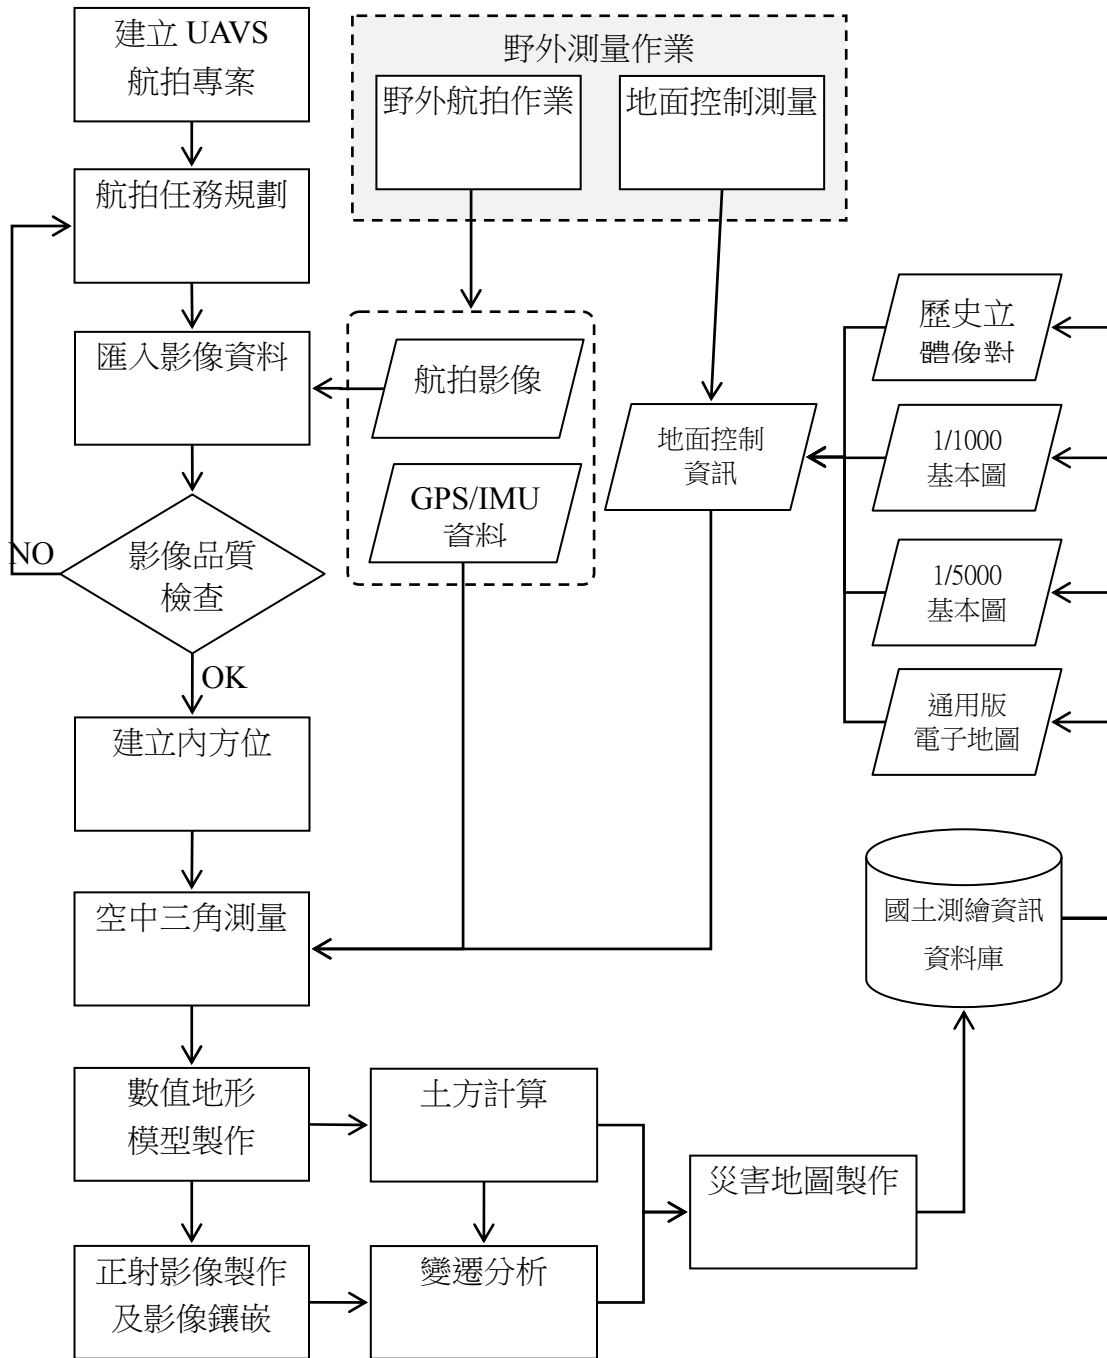 建立 UAVS
航拍專案
野外測量作業
野外航拍作業
地面控制測量
航拍任務規劃
匯入影像資料
航拍影像
GPS/IMU
資料
地面控制
資訊
歷史立
體像對
1/1000
基本圖
1/5000
基本圖
通用版
電子地圖
NO
影像品質
檢查
OK
建立內方位
空中三角測量
國土測繪資訊
資料庫
數值地形
模型製作
土方計算
災害地圖製作
正射影像製作
及影像鑲嵌
變遷分析